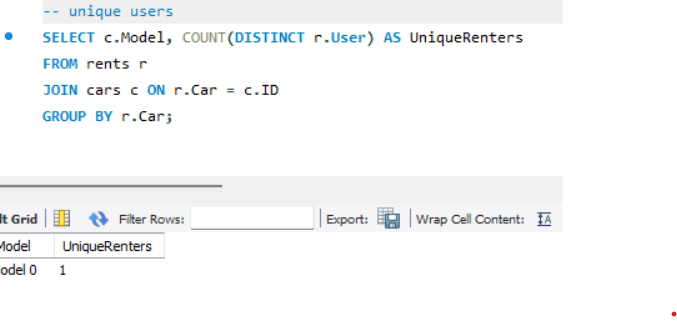 -- unique users
SELECT c.Model, COUNT(DISTINCT r.User) AS UniqueRenters
FROM rents r
JOIN cars c ON r.Car = c.ID
GROUP BY r.Car;
lt Grid Filter Rows: Export: Wrap Cell Content: IA
Model UniqueRenters
odel 0 1